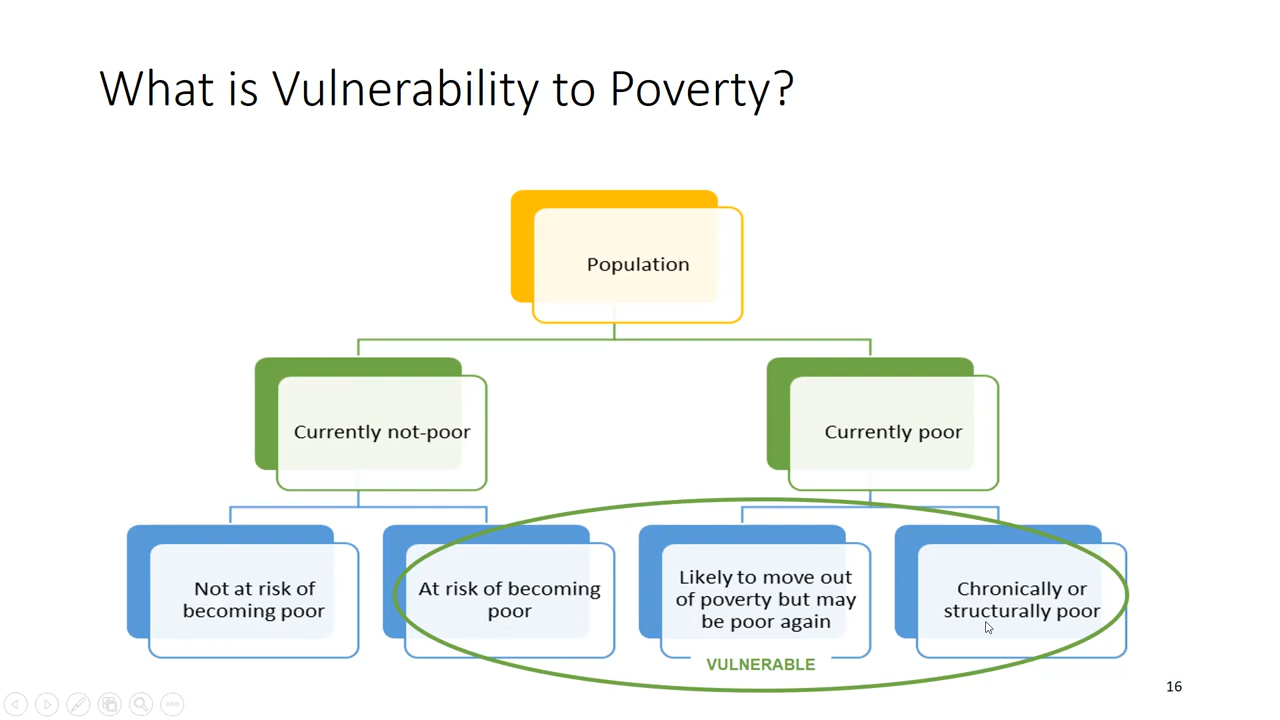 What is Vulnerability to Poverty?
Population
Currently not-poor
Currently poor
Not at risk of
becoming poor
At risk of becoming
poor
Likely to move out
of poverty but may
be poor again
Chronically or
structurally poor
VULNERABLE
16